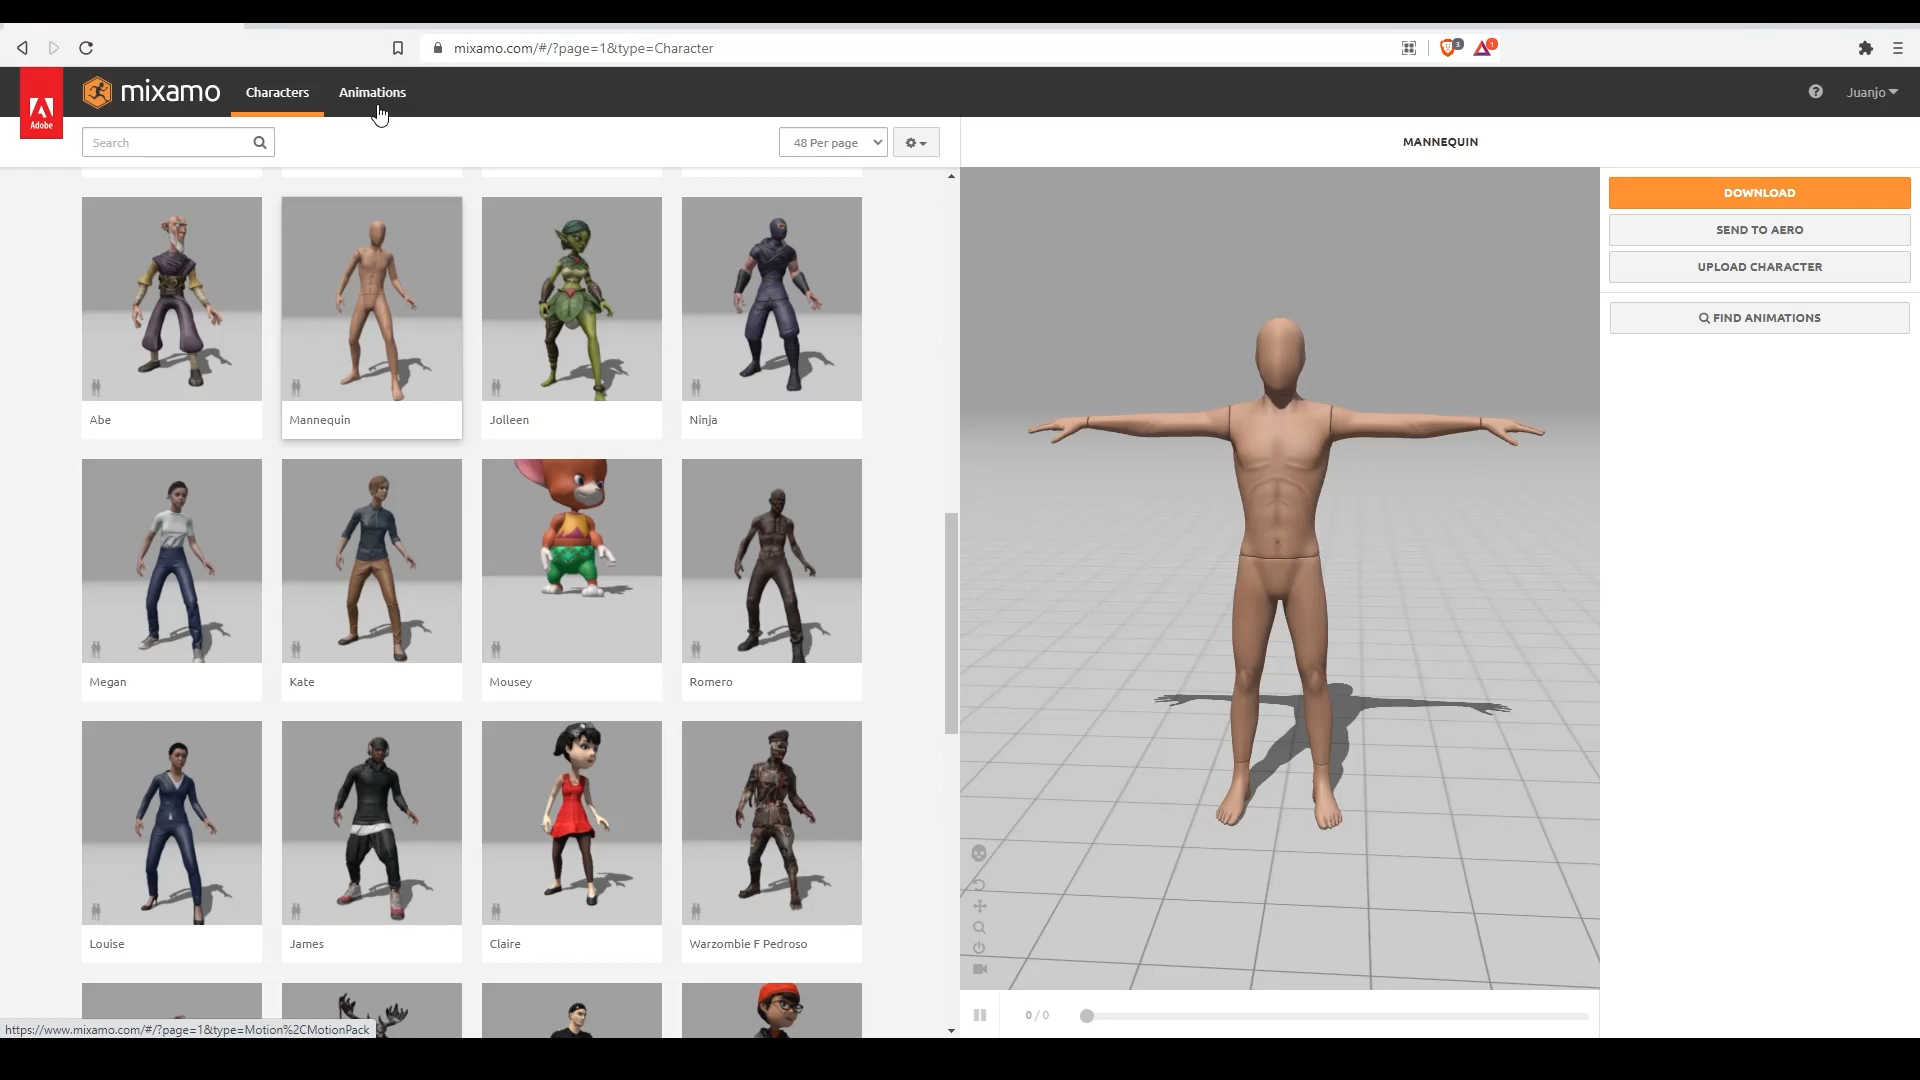 mixamo.com/#/?page=1&type=Character
3
1
Adobe
mixamo
Characters
Animations
Juanjo
Search
48 Per page
MANNEQUIN
DOWNLOAD
SEND TO AERO
UPLOAD CHARACTER
FIND ANIMATIONS
Abe
Mannequin
Jolleen
Ninja
Megan
Kate
Mousey
Romero
Louise
James
Claire
Warzombie F Pedroso
0 / 0
https://www.mixamo.com/#/?page=1&type=Motion%2CMotionPack